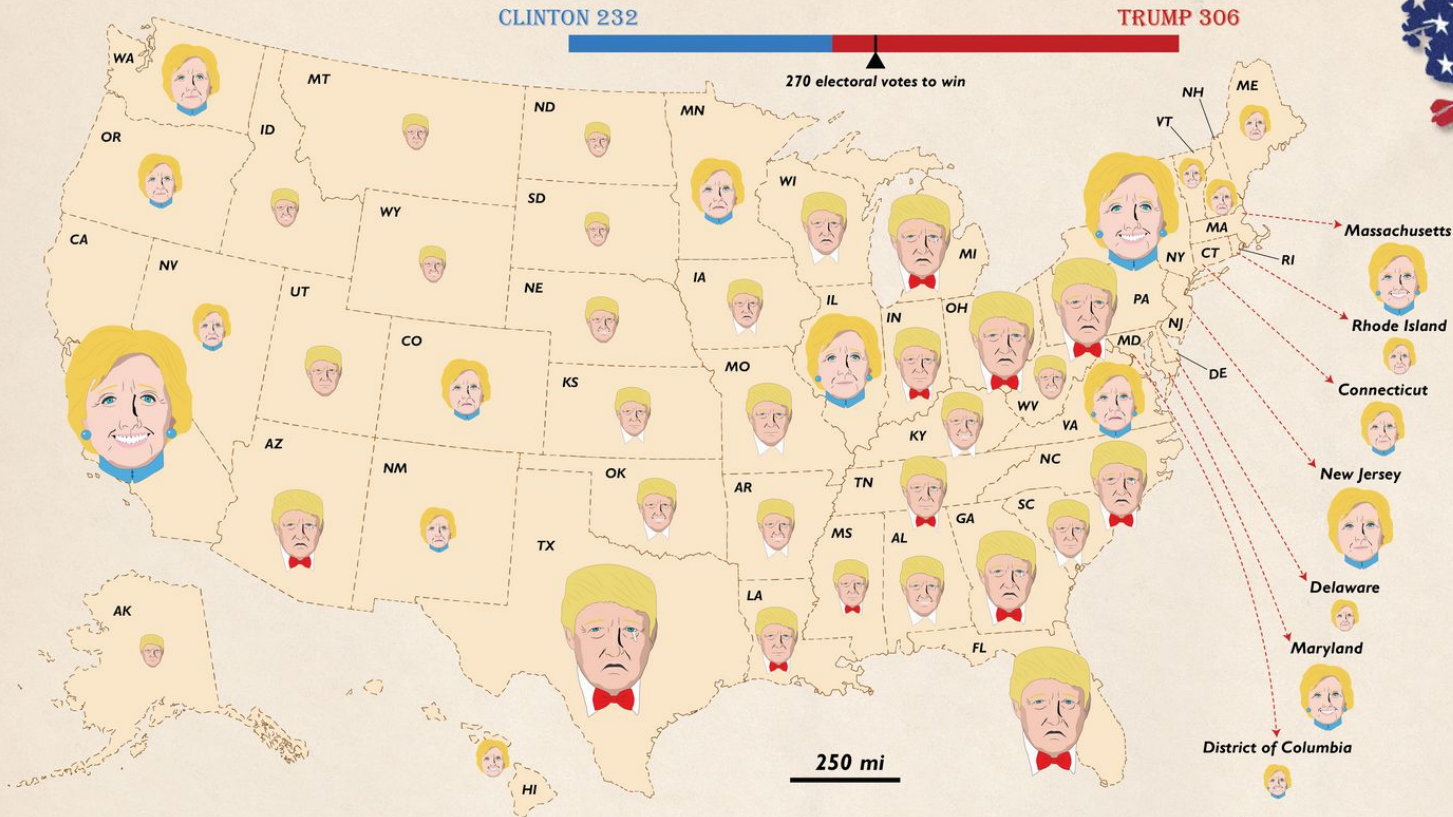 CLINTON 232
TRUMP 306
270 electoral votes to win
WA
MT
ND
MN
NH
ME
VT
OR
ID
SD
WI
WY
CA
NV
MA
Massachusetts
NY
CT
RI
MI
UT
NE
IA
IL
IN
OH
PA
NJ
Rhode Island
CO
MD
DE
KS
MO
Connecticut
WV
VA
AZ
KY
NM
NC
OK
New Jersey
TN
AR
SC
GA
MS
AL
TX
Delaware
LA
AK
FL
Maryland
District of Columbia
250 mi
HI